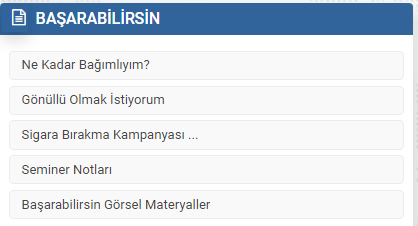 BAŞARABİLİRSİN
Ne Kadar Bağımlıyım?
Gönüllü Olmak İstiyorum
Sigara Bırakma Kampanyası ...
Seminer Notları
Başarabilirsin Görsel Materyaller